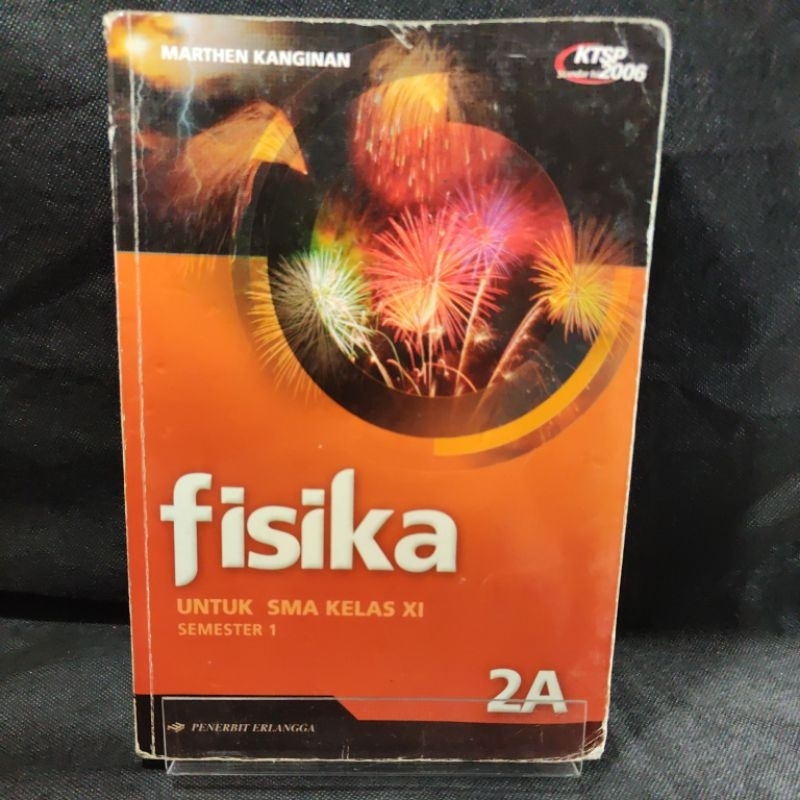 MARTHEN KANGINAN
KTSP
2006
fisika
UNTUK SMA KELAS XI
SEMESTER 1
2A
PENERBIT ERLANGGA